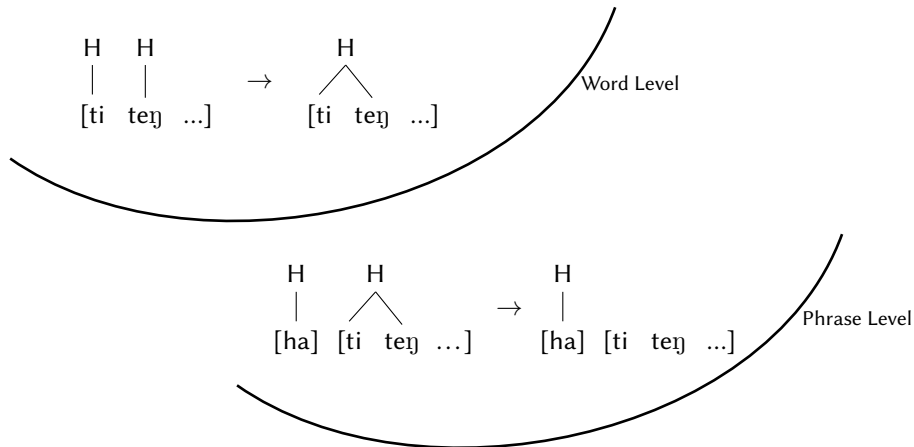 H H → H
[ti teŋ ...] [ti teŋ ...]
Word Level
H H → H
[ha] [ti teŋ ...] [ha] [ti teŋ ...]
Phrase Level